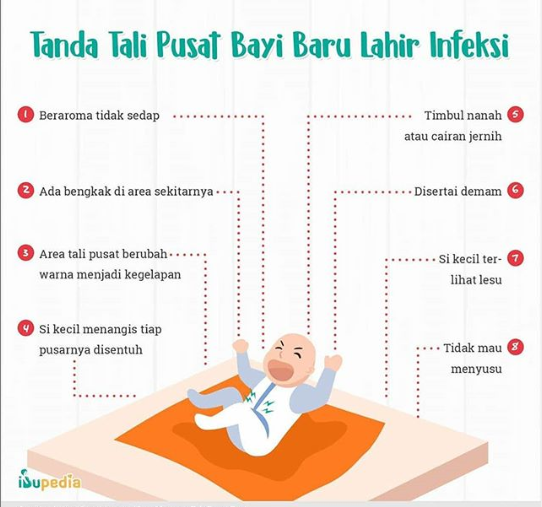 Tanda Tali Pusat Bayi Baru Lahir Infeksi
1 Beraroma tidak sedap
2 Ada bengkak di area sekitarnya
3 Area tali pusat berubah
warna menjadi kegelapan
4 Si kecil menangis tiap
pusarnya disentuh
Timbul nanah 5
atau cairan jernih
Disertai demam 6
Si kecil ter- 7
lihat lesu
Tidak mau 8
menyusu
ibupedia